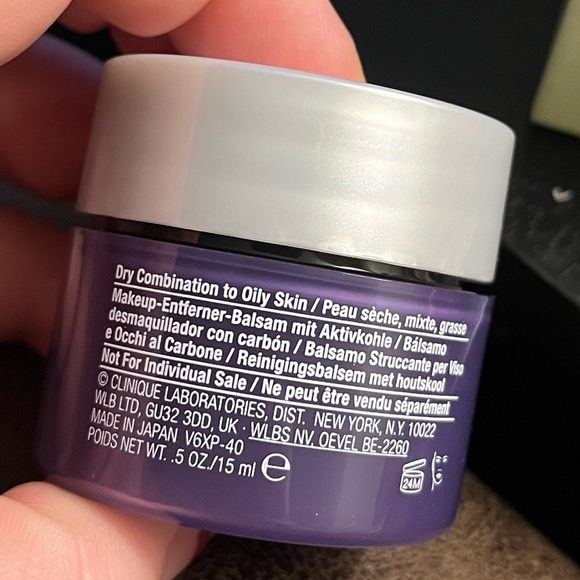 Dry Combination to Oily Skin / Peau sèche, mixte, grasse
Makeup-Entferner-Balsam mit Aktivkohle / Bálsamo
desmaquillador con carbón / Balsamo Struccante per Viso
e Occhi al Carbone / Reinigingsbalsem met houtskool
Not For Individual Sale / Ne peut être vendu séparément
© CLINIQUE LABORATORIES, DIST. NEW YORK, N.Y. 10022
WLB LTD, GU32 3DD, UK · WLBS NV. OEVEL BE-2260
MADE IN JAPAN V6XP-40
POIDS NET WT. .5 OZ./15 ml ℮
24M